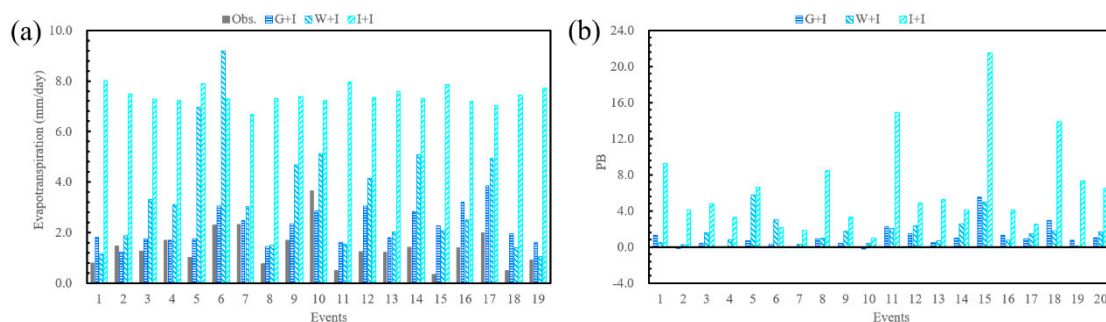 (a)
Obs. G+I W+I I+I
Evapotranspiration (mm/day)
10.0
8.0
6.0
4.0
2.0
0.0
1 2 3 4 5 6 7 8 9 10 11 12 13 14 15 16 17 18 19
Events
(b)
G+I W+I I+I
PB
24.0
20.0
16.0
12.0
8.0
4.0
0.0
-4.0
1 2 3 4 5 6 7 8 9 10 11 12 13 14 15 16 17 18 19 20
Events